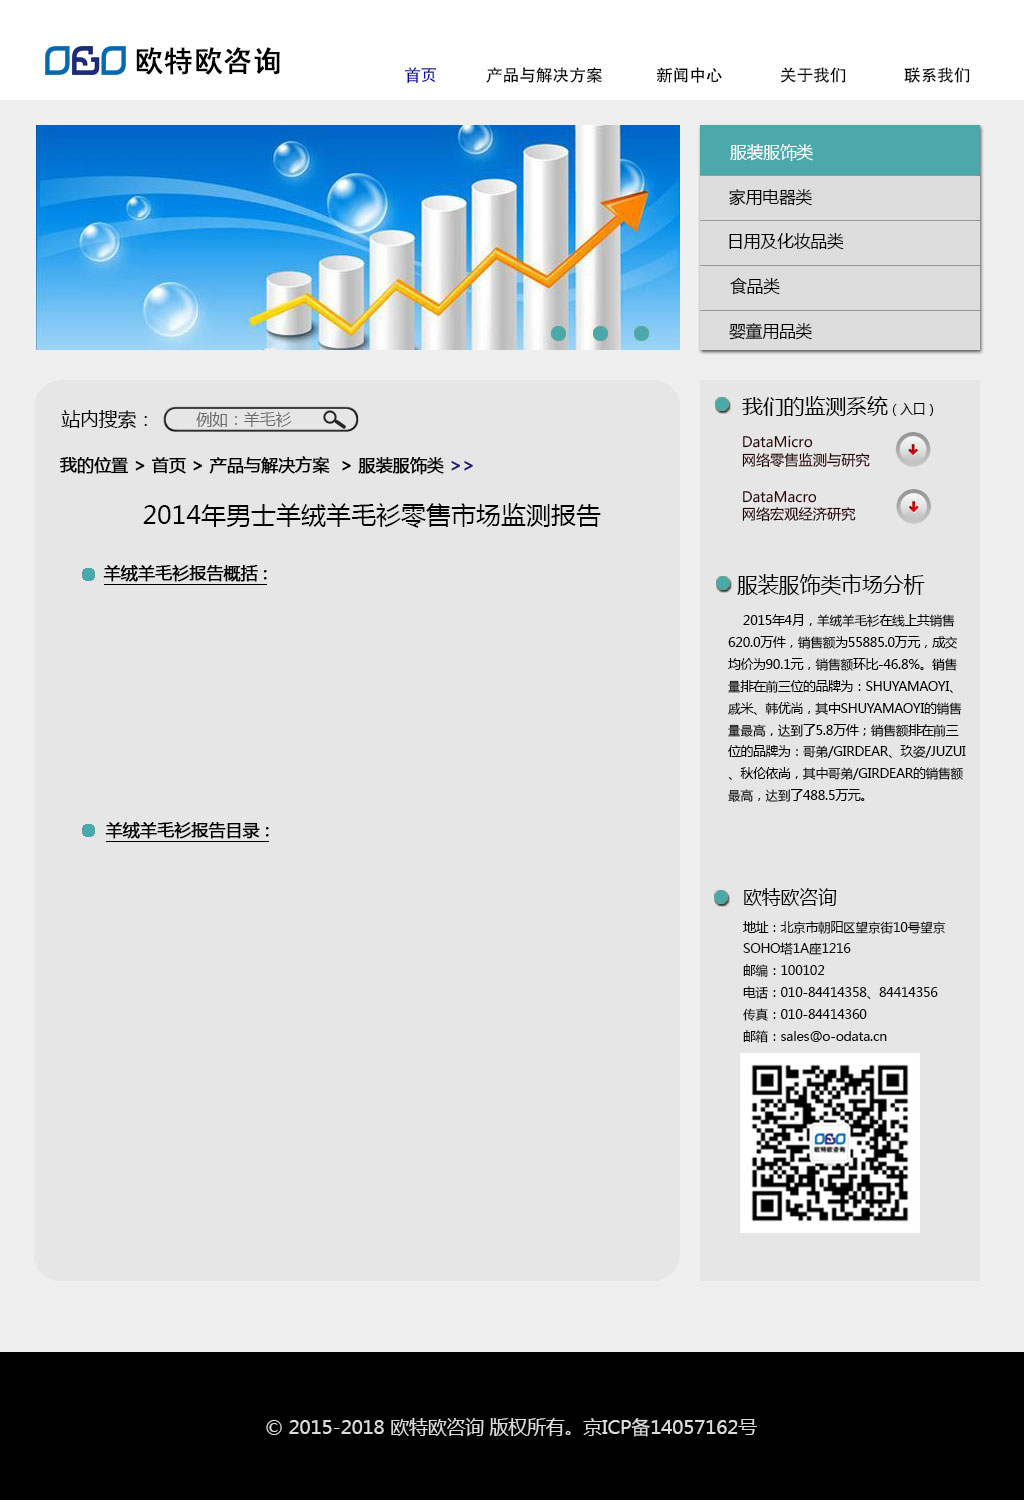 欧特欧咨询
首页 产品与解决方案 新闻中心 关于我们 联系我们
服装服饰类
家用电器类
日用及化妆品类
食品类
婴童用品类
站内搜索：
例如：羊毛衫
我的位置 > 首页 > 产品与解决方案 > 服装服饰类 >>
2014年男士羊绒羊毛衫零售市场监测报告
羊绒羊毛衫报告概括：
羊绒羊毛衫报告目录：
我们的监测系统（入口）
DataMicro
网络零售监测与研究
DataMacro
网络宏观经济研究
服装服饰类市场分析
2015年4月，羊绒羊毛衫在线上共销售
620.0万件，销售额为55885.0万元，成交
均价为90.1元，销售额环比-46.8%。销售
量排在前三位的品牌为：SHUYAMAOYI、
戚米、韩优尚，其中SHUYAMAOYI的销售
量最高，达到了5.8万件；销售额排在前三
位的品牌为：哥弟/GIRDEAR、玖姿/JUZUI
、秋伦依尚，其中哥弟/GIRDEAR的销售额
最高，达到了488.5万元。
欧特欧咨询
地址：北京市朝阳区望京街10号望京
SOHO塔1A座1216
邮编：100102
电话：010-84414358、84414356
传真：010-84414360
邮箱：sales@o-odata.cn
欧特欧咨询
© 2015-2018 欧特欧咨询 版权所有。京ICP备14057162号